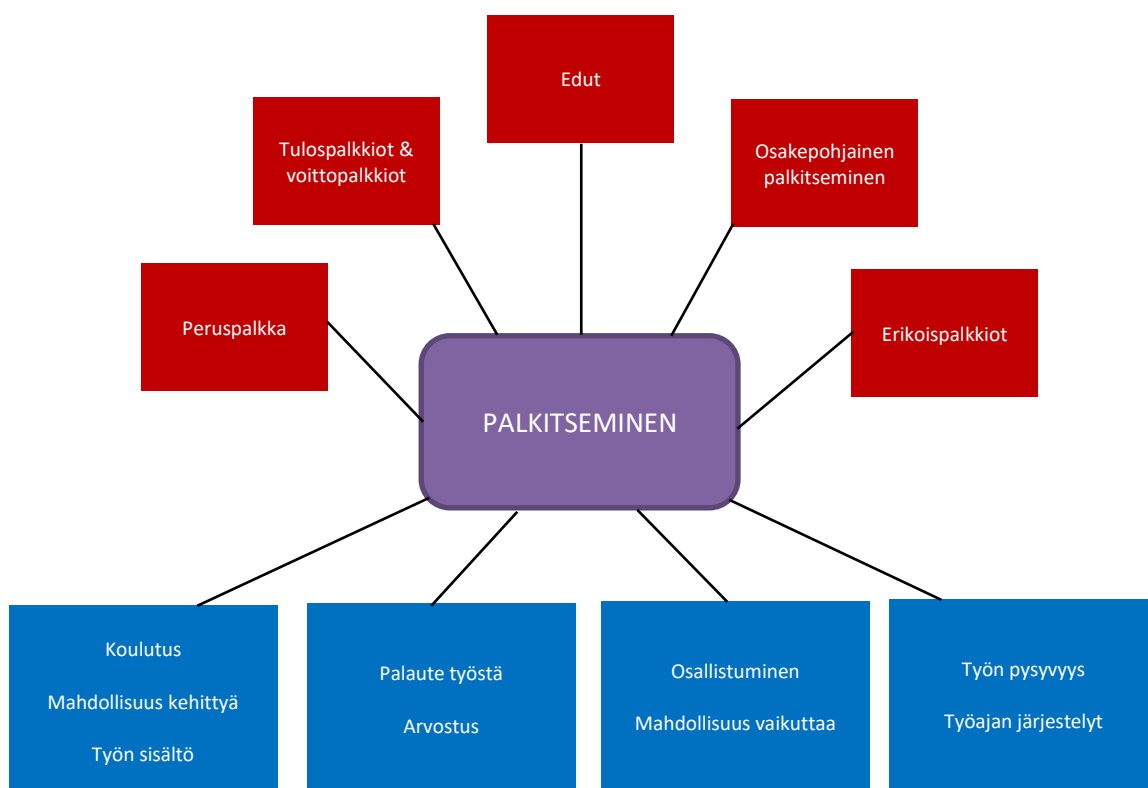 Edut
Tulospalkkiot &
voittopalkkiot
Osakepohjainen
palkitseminen
Peruspalkka
Erikoispalkkiot
PALKITSEMINEN
Koulutus
Mahdollisuus kehittyä
Työn sisältö
Palaute työstä
Arvostus
Osallistuminen
Mahdollisuus vaikuttaa
Työn pysyvyys
Työajan järjestelyt